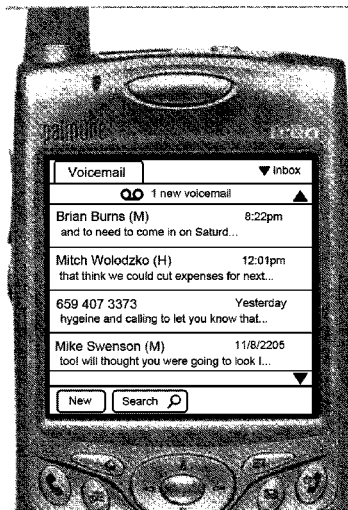 palmOne Treo
Voicemail ▼ Inbox
1 new voicemail
Brian Burns (M) 8:22pm
and to need to come in on Saturd...
Mitch Wolodzko (H) 12:01pm
that think we could cut expenses for next...
659 407 3373 Yesterday
hygeine and calling to let you know that...
Mike Swenson (M) 11/8/2205
tool will thought you were going to look I...
New Search